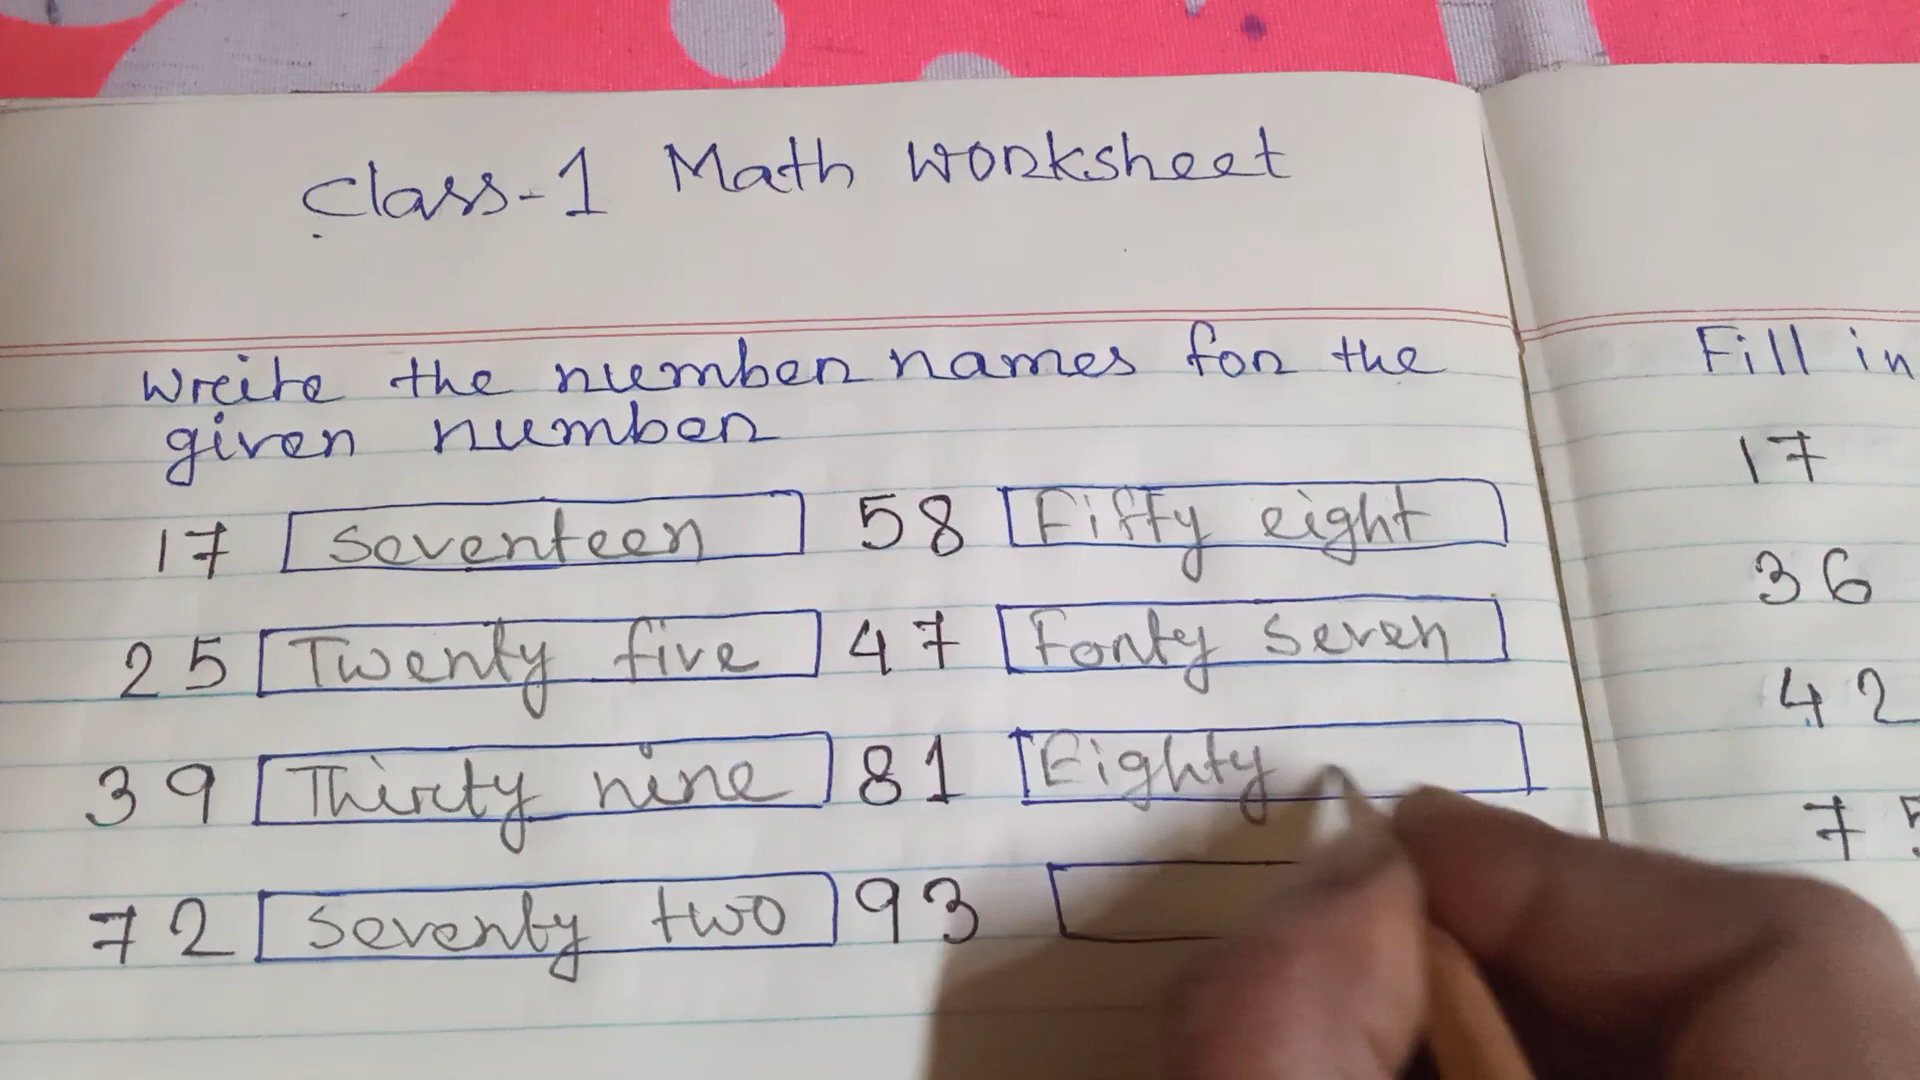 Class-1 Math Worksheet
Write the number names for the
given number
17 Seventeen 58 Fifty eight
25 Twenty five 47 Forty seven
39 Thirty nine 81 Eighty
72 Seventy two 93
Fill in
17
36
42
75